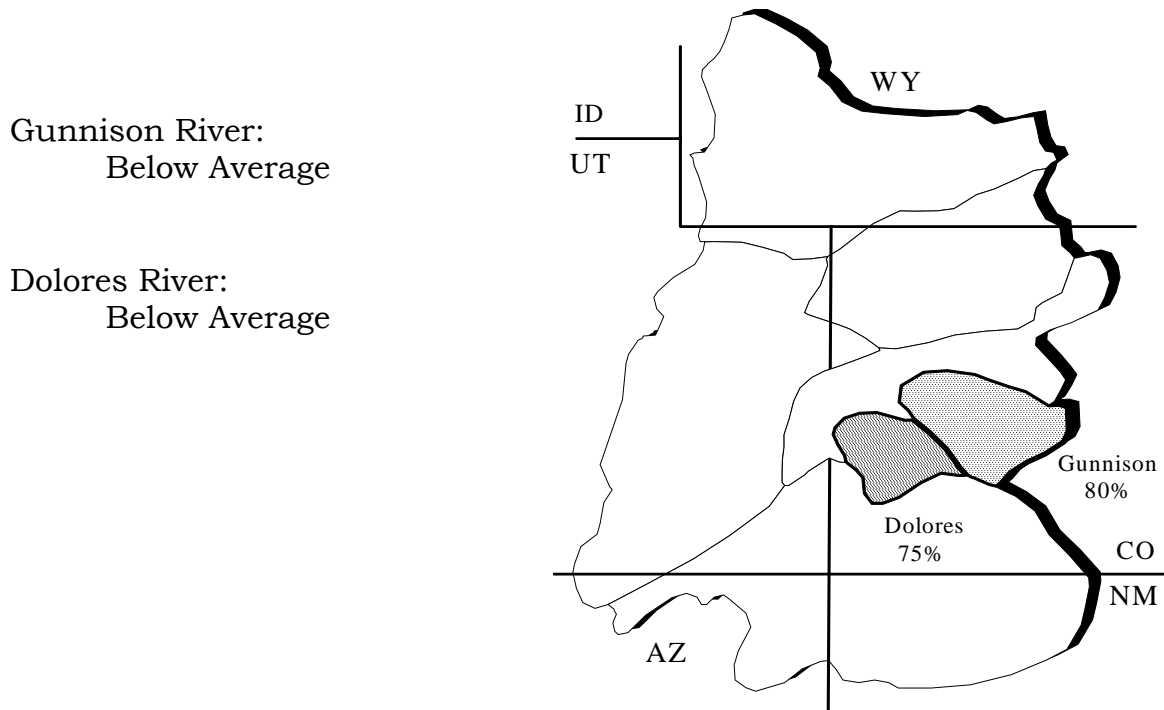 Gunnison River:
Below Average
Dolores River:
Below Average
WY
ID
UT
Gunnison
80%
Dolores
75%
CO
NM
AZ